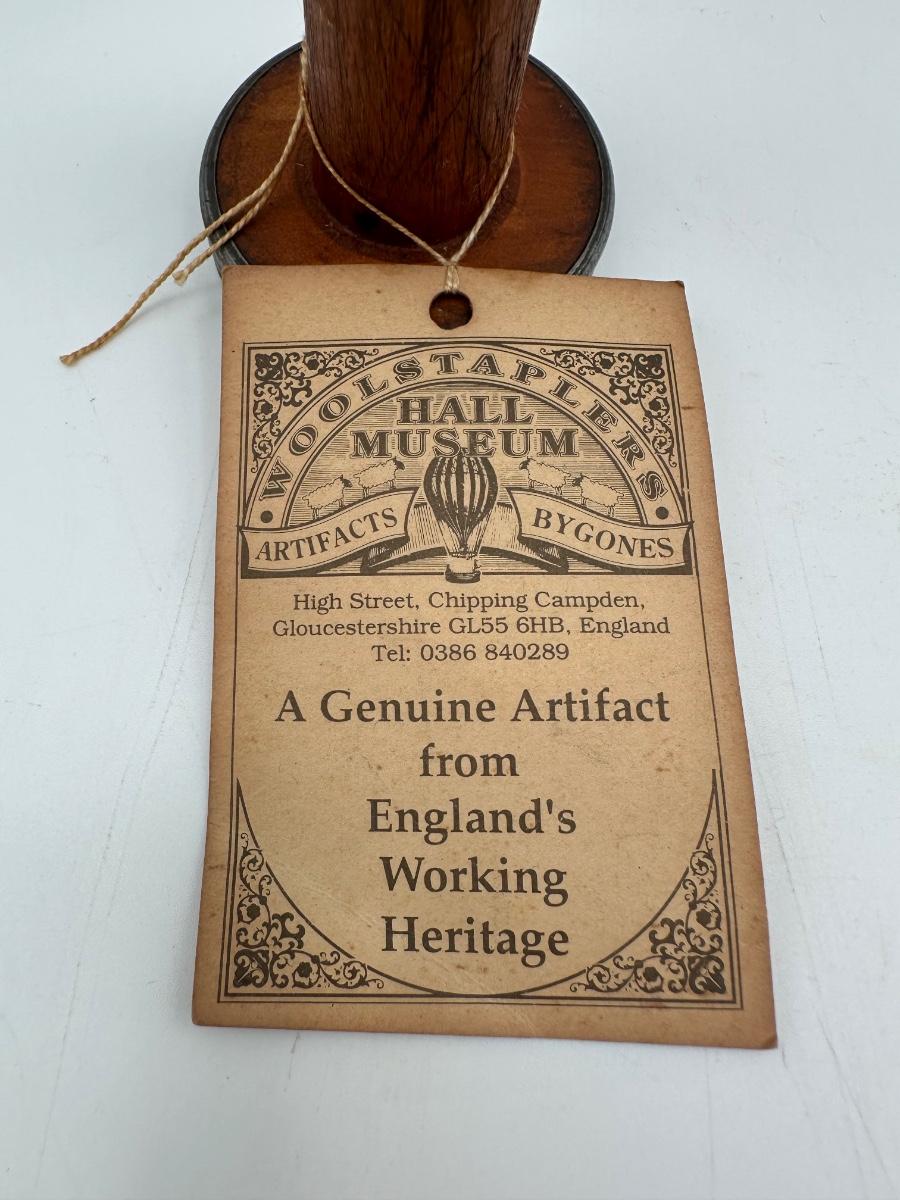 WOOLSTAPLERS
HALL
MUSEUM
ARTIFACTS BYGONES
High Street, Chipping Campden,
Gloucestershire GL55 6HB, England
Tel: 0386 840289
A Genuine Artifact
from
England's
Working
Heritage